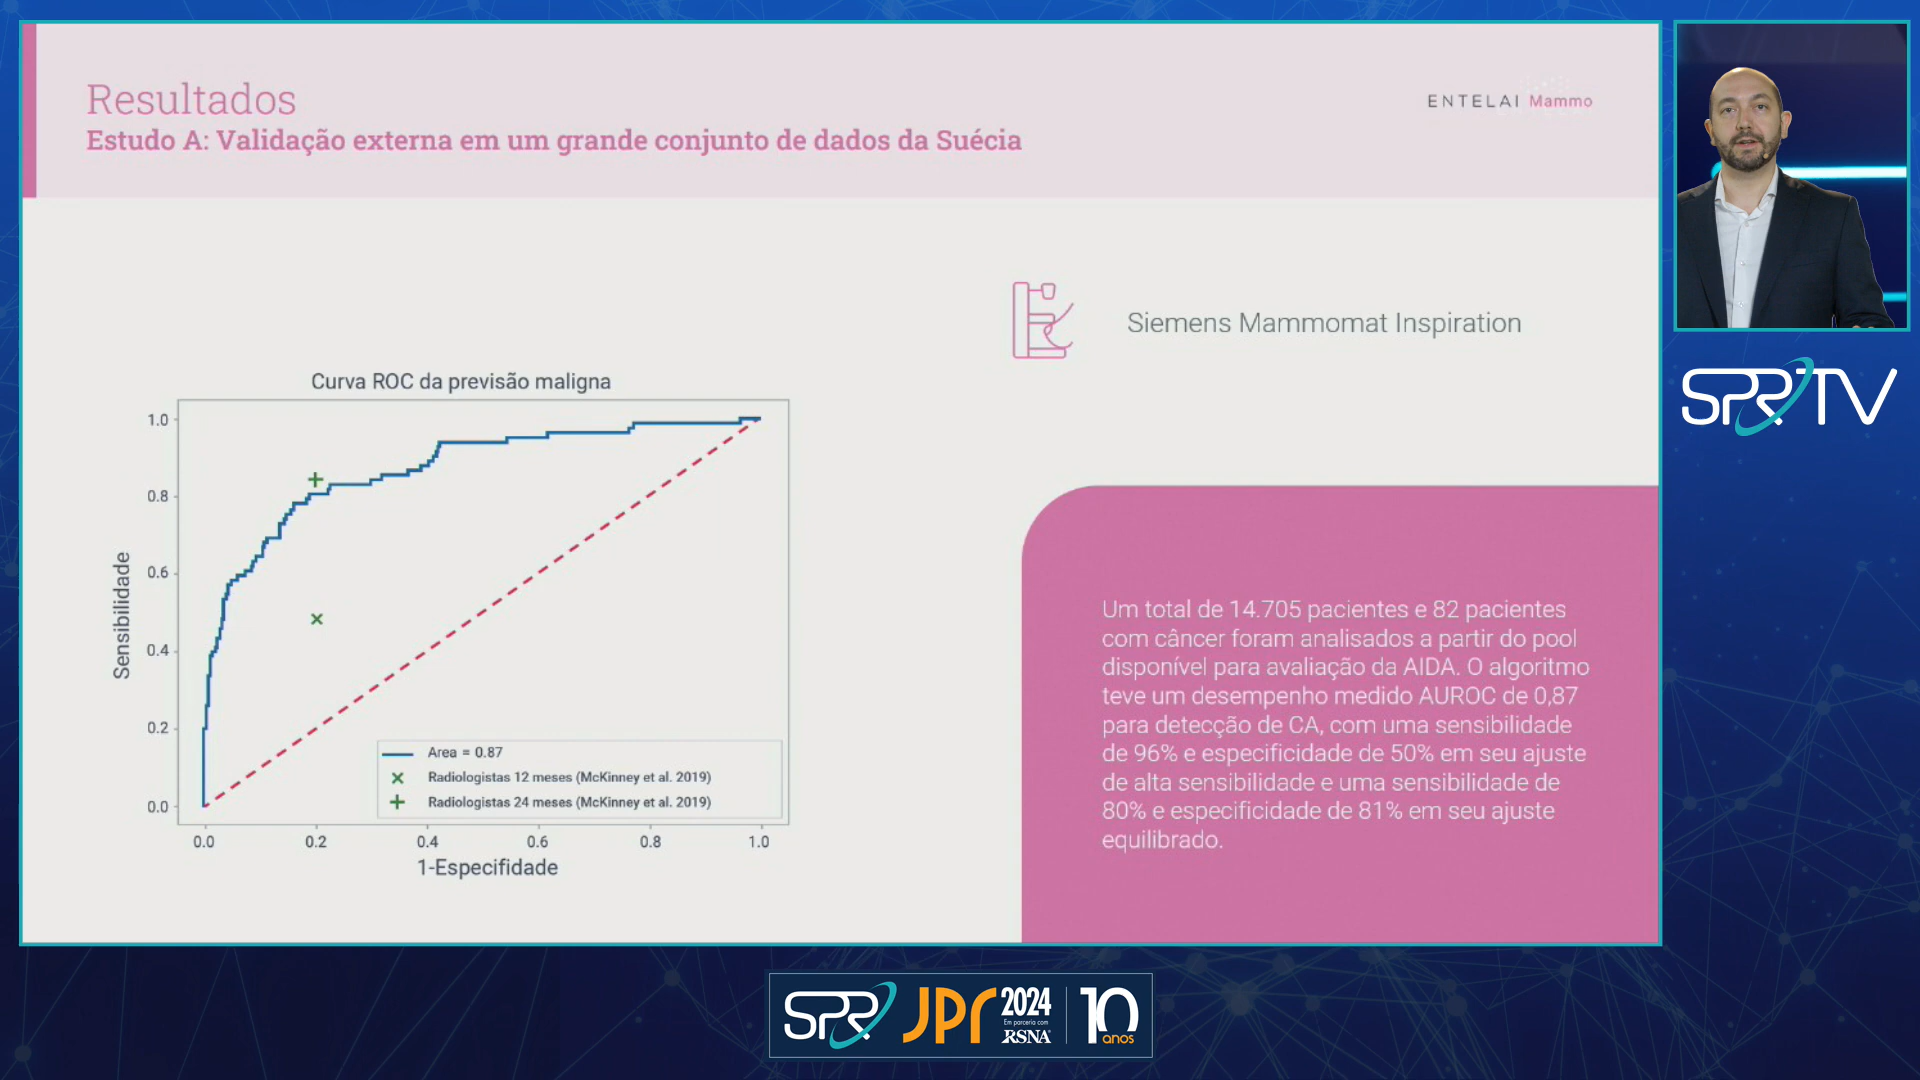 Resultados
Estudo A: Validação externa em um grande conjunto de dados da Suécia
ENTELAI Mammo
Siemens Mammomat Inspiration
Curva ROC da previsão maligna
1.0
0.8
0.6
0.4
0.2
0.0
Sensibilidade
Area = 0.87
Radiologistas 12 meses (McKinney et al. 2019)
Radiologistas 24 meses (McKinney et al. 2019)
0.0 0.2 0.4 0.6 0.8 1.0
1-Especifidade
Um total de 14.705 pacientes e 82 pacientes
com câncer foram analisados a partir do pool
disponível para avaliação da AIDA. O algoritmo
teve um desempenho medido AUROC de 0,87
para detecção de CA, com uma sensibilidade
de 96% e especificidade de 50% em seu ajuste
de alta sensibilidade e uma sensibilidade de
80% e especificidade de 81% em seu ajuste
equilibrado.
SPR TV
SPR JPR 2024
Em parceria com
RSNA
10
anos